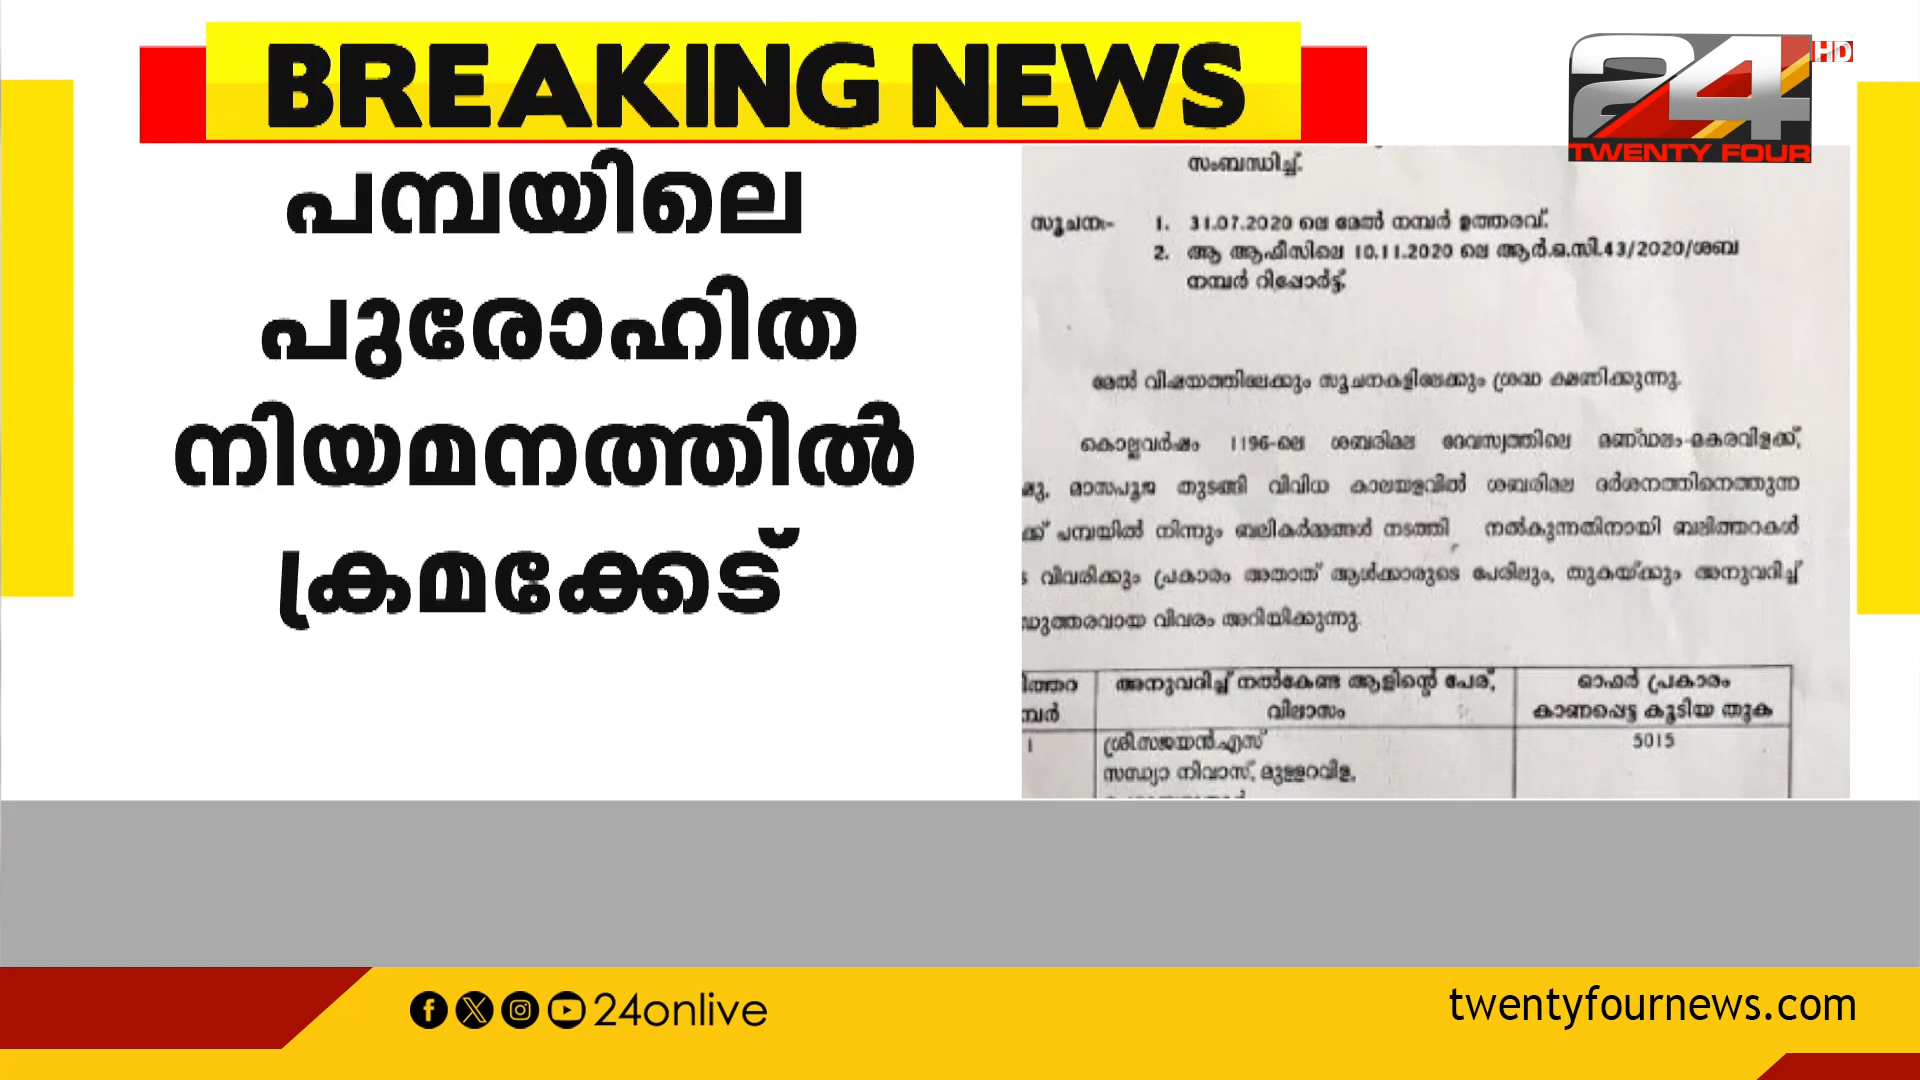 BREAKING NEWS
24 HD
TWENTY FOUR
പമ്പയിലെ
പുരോഹിത
നിയമനത്തിൽ
ക്രമക്കേട്
സംബന്ധിച്ച്.
സൂചന:- 1. 31.07.2020 ലെ മേൽ നമ്പർ ഉത്തരവ്.
2. ആ ആഫീസിലെ 10.11.2020 ലെ ആർ.ഒ.സി.43/2020/ശബ
നമ്പർ റിപ്പോർട്ട്.
മേൽ വിഷയത്തിലേക്കും സൂചനകളിലേക്കും ശ്രദ്ധ ക്ഷണിക്കുന്നു.
കൊല്ലവർഷം 1196-ലെ ശബരിമല ദേവസ്വത്തിലെ മണ്ഡലം-മകരവിളക്ക്,
മാസപൂജ തുടങ്ങി വിവിധ കാലയളവിൽ ശബരിമല ദർശനത്തിനെത്തുന്ന
പമ്പയിൽ നിന്നും ബലികർമ്മങ്ങൾ നടത്തി നൽകുന്നതിനായി ബലിത്തറകൾ
വിവരിക്കും പ്രകാരം അതാത് ആൾക്കാരുടെ പേരിലും, തുകയ്ക്കും അനുവദിച്ച്
വിവരം അറിയിക്കുന്നു.
അനുവദിച്ച് നൽകേണ്ട ആളിന്റെ പേര്, ഓഫർ പ്രകാരം
വിലാസം കാണപ്പെട്ട കൂടിയ തുക
1 ശ്രീ.സജയൻ.എസ് 5015
സന്ധ്യാ നിവാസ്, മുള്ളറവിള,
24onlive
twentyfournews.com